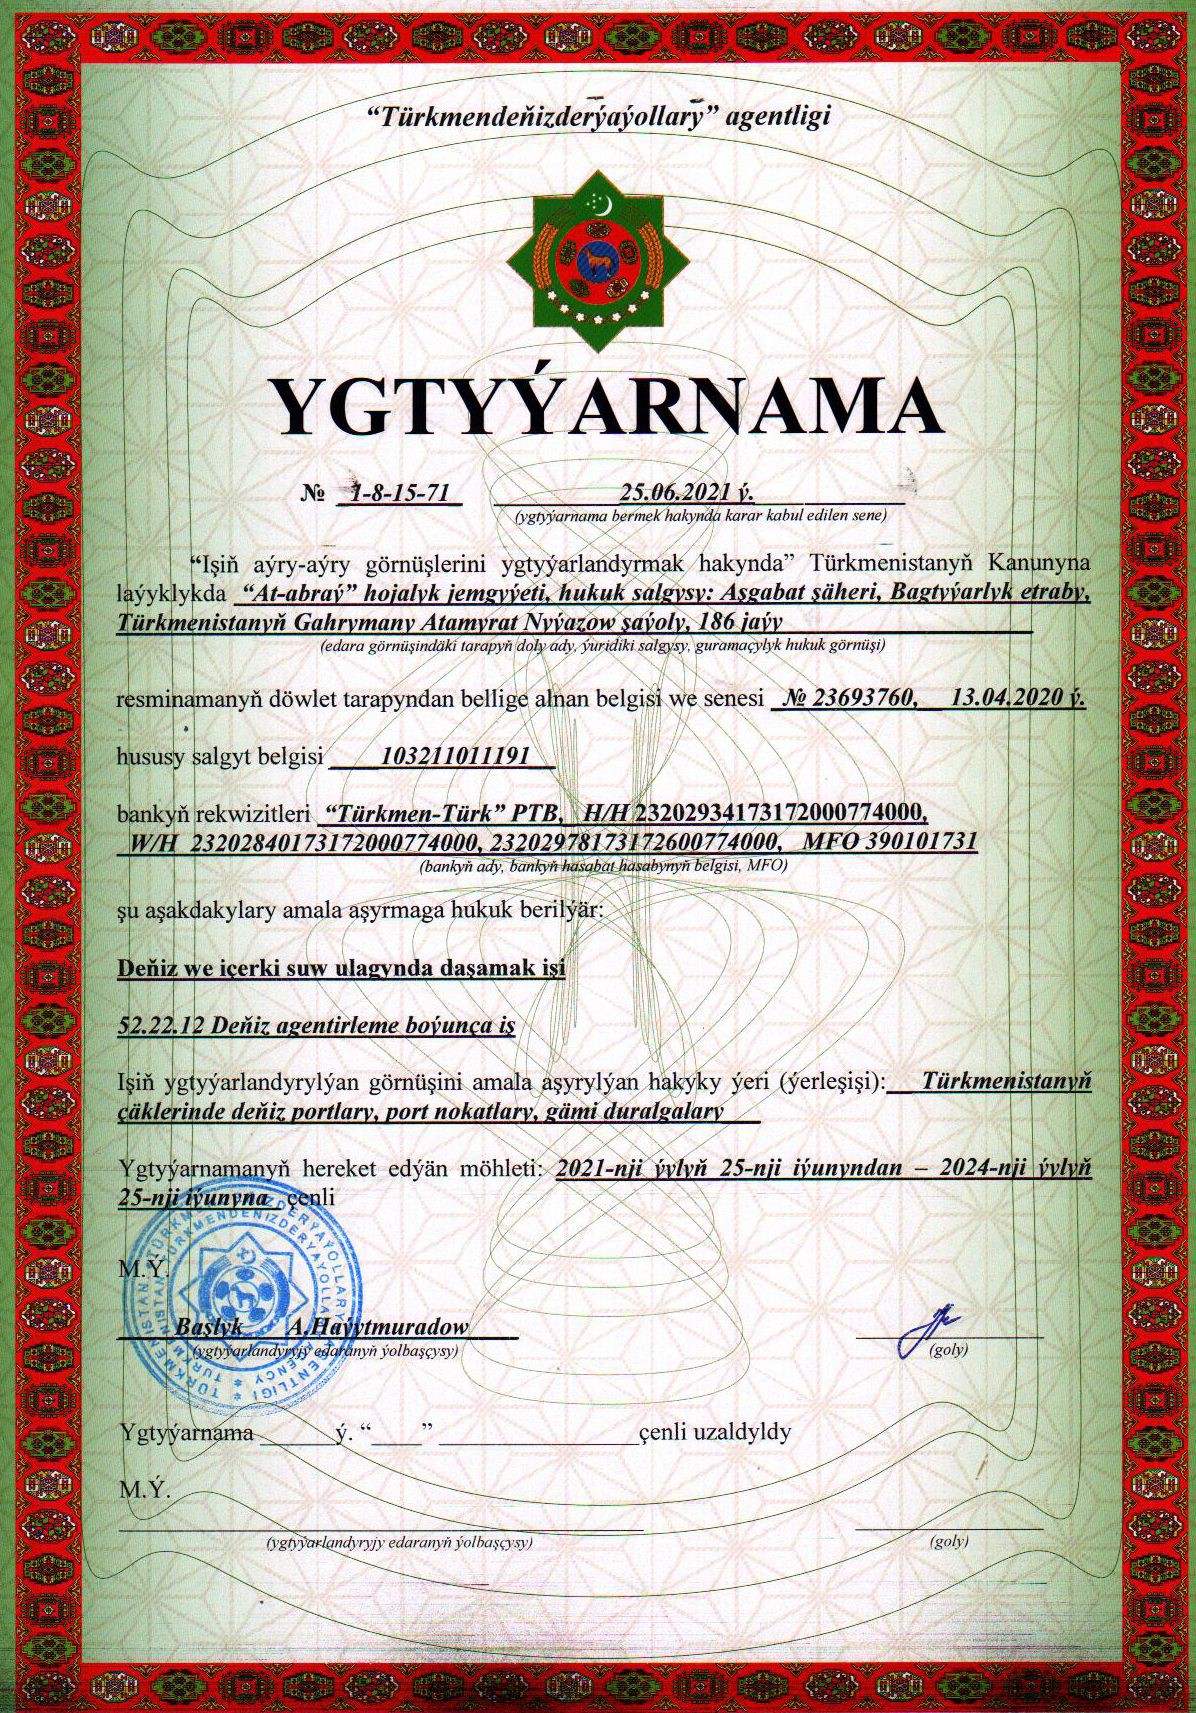 “Türkmendeňizderýaýollary” agentligi
YGTYÝARNAMA
№ 1-8-15-71 25.06.2021 ý.
(ygtyýarnama bermek hakynda karar kabul edilen sene)
“Işiň aýry-aýry görnüşlerini ygtyýarlandyrmak hakynda” Türkmenistanyň Kanunyna
laýyklykda “At-abraý” hojalyk jemgyýeti, hukuk salgysy: Aşgabat şäheri, Bagtyýarlyk etraby,
Türkmenistanyň Gahrymany Atamyrat Nyýazow şaýoly, 186 jaýy
(edara görnüşindäki tarapyň doly ady, ýuridiki salgysy, guramaçylyk hukuk görnüşi)
resminamanyň döwlet tarapyndan bellige alnan belgisi we senesi № 23693760, 13.04.2020 ý.
hususy salgyt belgisi 103211011191
bankyň rekwizitleri “Türkmen-Türk” PTB, H/H 23202934173172000774000,
W/H 23202840173172000774000, 23202978173172600774000, MFO 390101731
(bankyň ady, bankyň hasabat hasabynyň belgisi, MFO)
şu aşakdakylary amala aşyrmaga hukuk berilýär:
Deňiz we içerki suw ulagynda daşamak işi
52.22.12 Deňiz agentirleme boýunça iş
Işiň ygtyýarlandyrylýan görnüşini amala aşyrylýan hakyky ýeri (ýerleşişi): Türkmenistanyň
çäklerinde deňiz portlary, port nokatlary, gämi duralgalary
Ygtyýarnamanyň hereket edýän möhleti: 2021-nji ýylyň 25-nji iýunyndan – 2024-nji ýylyň
25-nji iýunyna çenli
M.Ý.
Başlyk A.Haýytmuradow
(ygtyýarlandyryjy edaranyň ýolbaşçysy) (goly)
Ygtyýarnama ______ý. “____” ________________çenli uzaldyldy
M.Ý.
(ygtyýarlandyryjy edaranyň ýolbaşçysy) (goly)